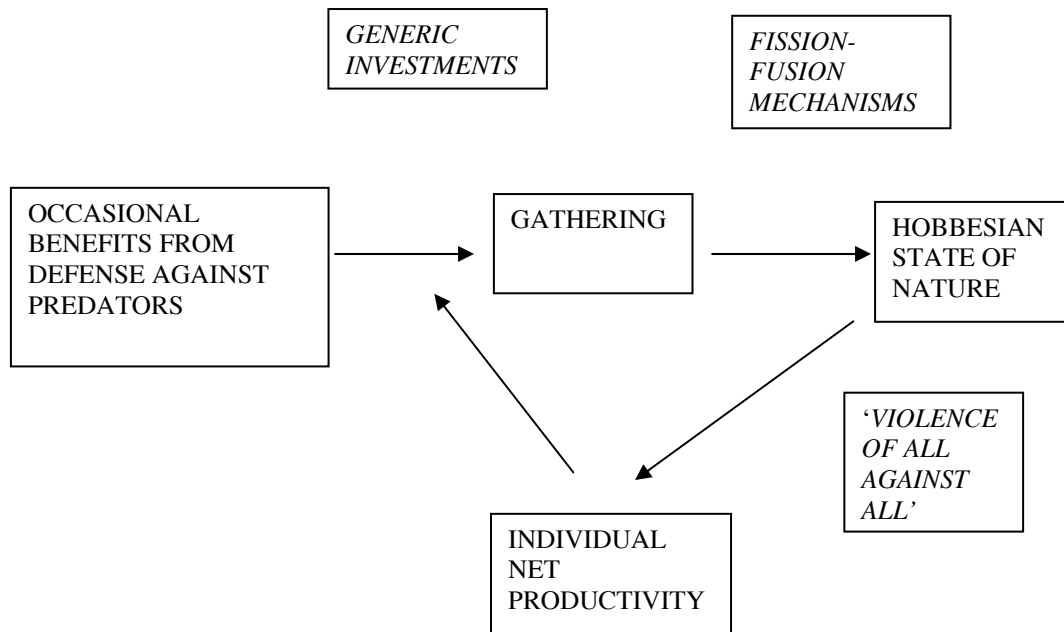 GENERIC
INVESTMENTS
FISSION-
FUSION
MECHANISMS
OCCASIONAL
BENEFITS FROM
DEFENSE AGAINST
PREDATORS
GATHERING
HOBBESIAN
STATE OF
NATURE
‘VIOLENCE
OF ALL
AGAINST
ALL’
INDIVIDUAL
NET
PRODUCTIVITY